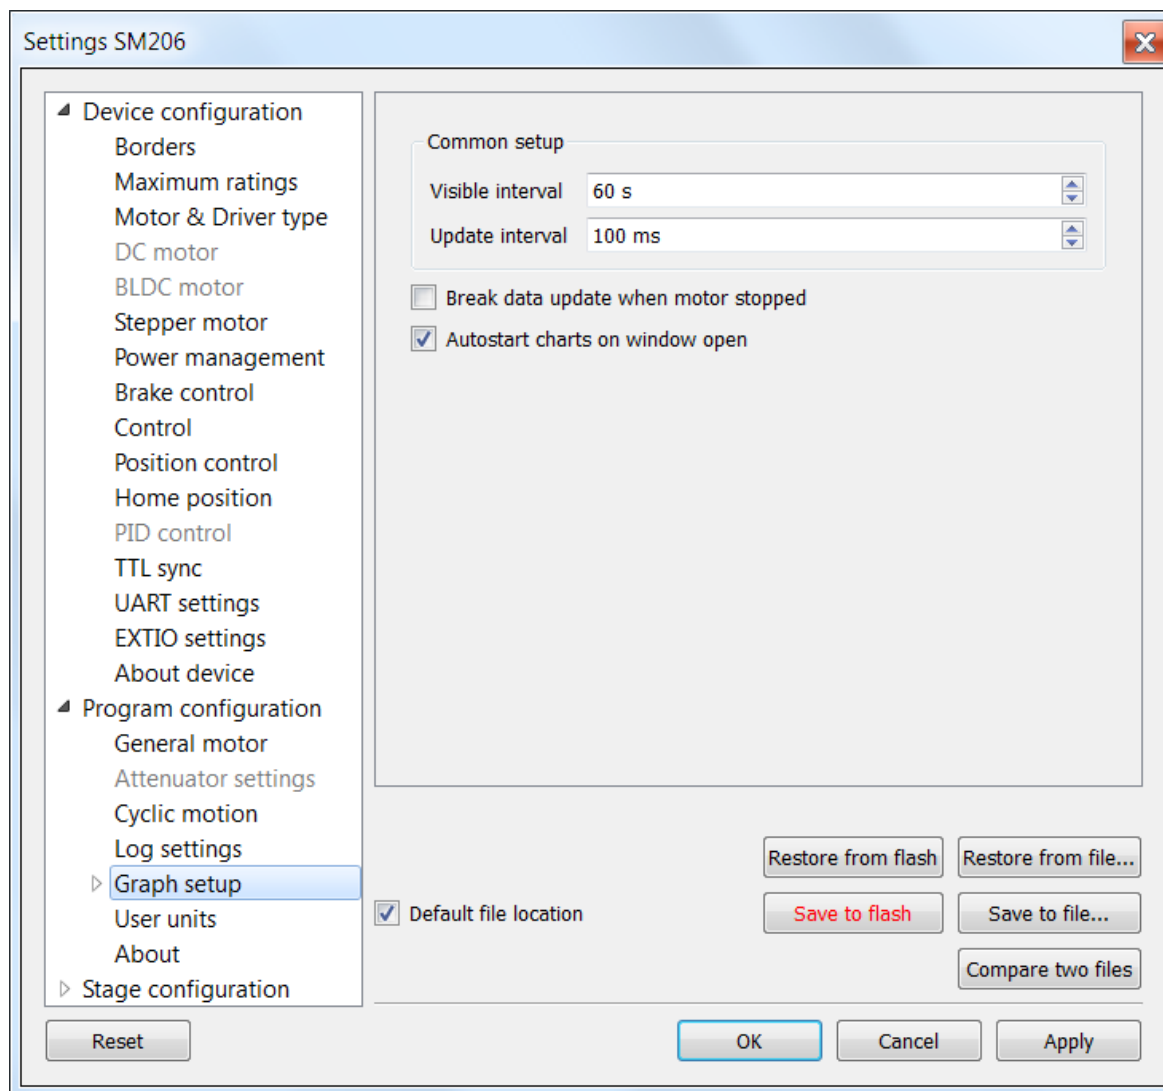 Settings SM206
Device configuration
Borders
Maximum ratings
Motor & Driver type
DC motor
BLDC motor
Stepper motor
Power management
Brake control
Control
Position control
Home position
PID control
TTL sync
UART settings
EXTIO settings
About device
Program configuration
General motor
Attenuator settings
Cyclic motion
Log settings
Graph setup
User units
About
Stage configuration
Common setup
Visible interval 60 s
Update interval 100 ms
Break data update when motor stopped
Autostart charts on window open
Restore from flash Restore from file...
Default file location Save to flash Save to file...
Compare two files
Reset OK Cancel Apply